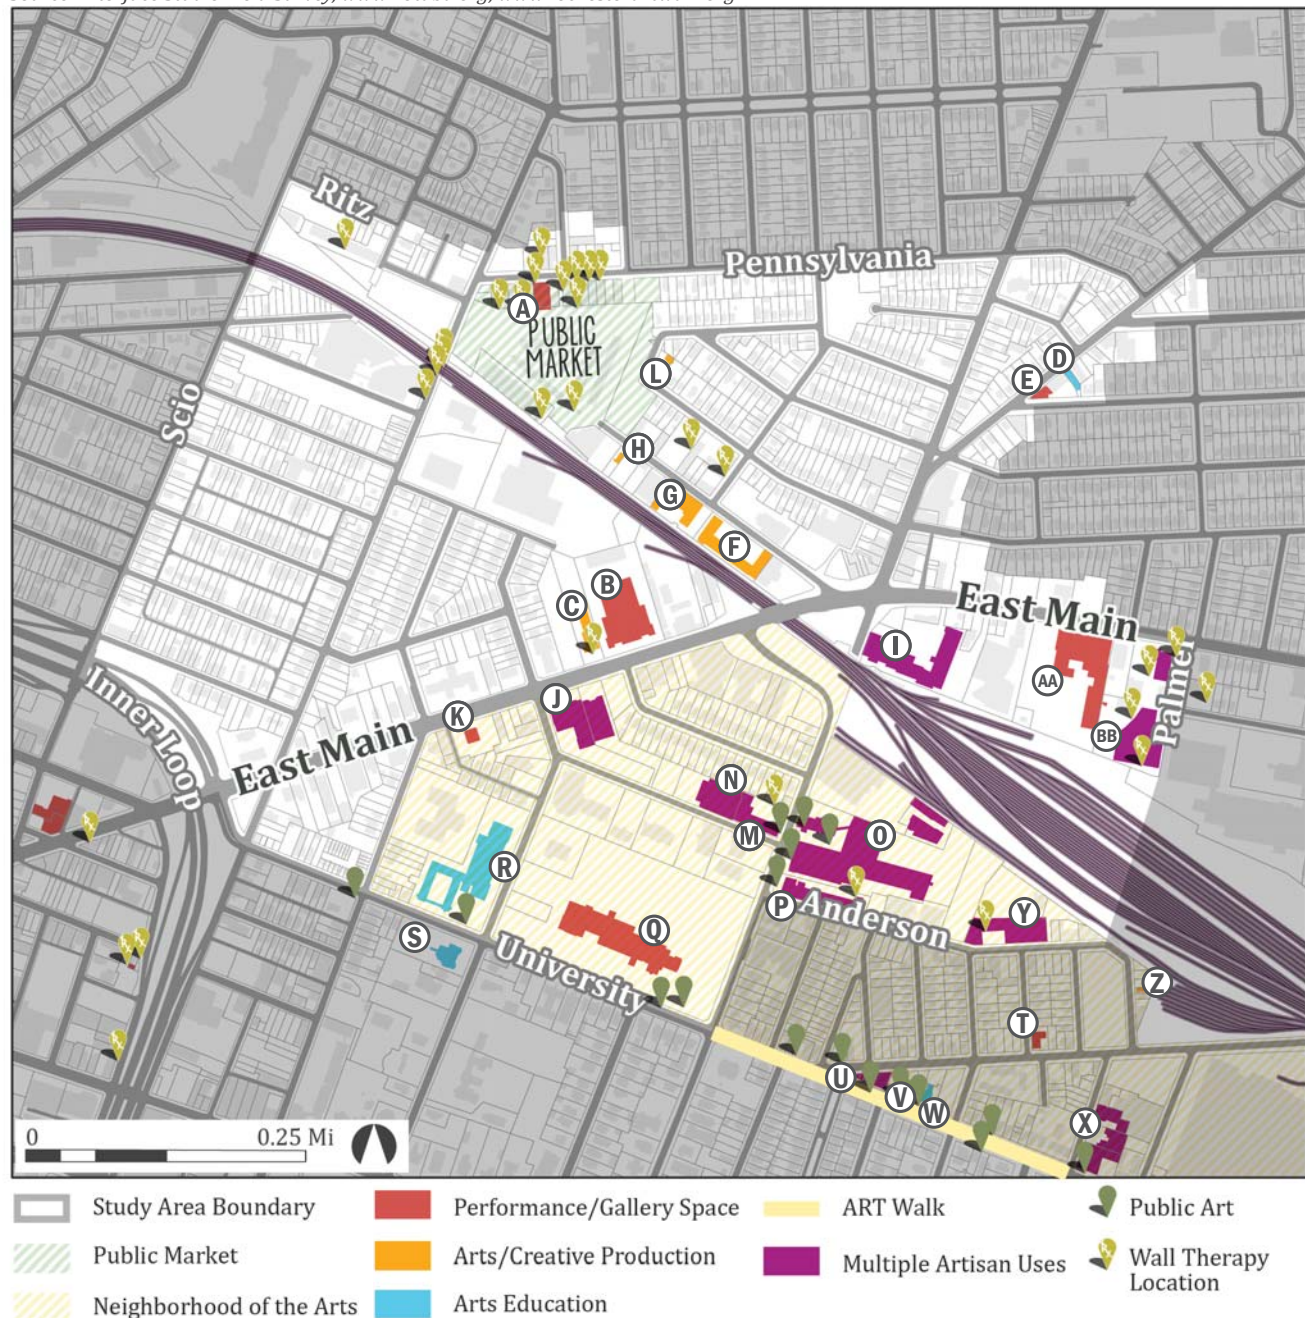 Ritz
Pennsylvania
A
PUBLIC
MARKET
L
D
E
Scio
H
G
F
B
C
East Main
I
AA
Palmer
BB
Inner Loop
K
J
East Main
N
M
O
R
P
Anderson
Y
S
Q
University
Z
T
U
V
W
X
0
0.25 Mi
Study Area Boundary
Performance/Gallery Space
ART Walk
Public Art
Public Market
Arts/Creative Production
Multiple Artisan Uses
Wall Therapy
Location
Neighborhood of the Arts
Arts Education